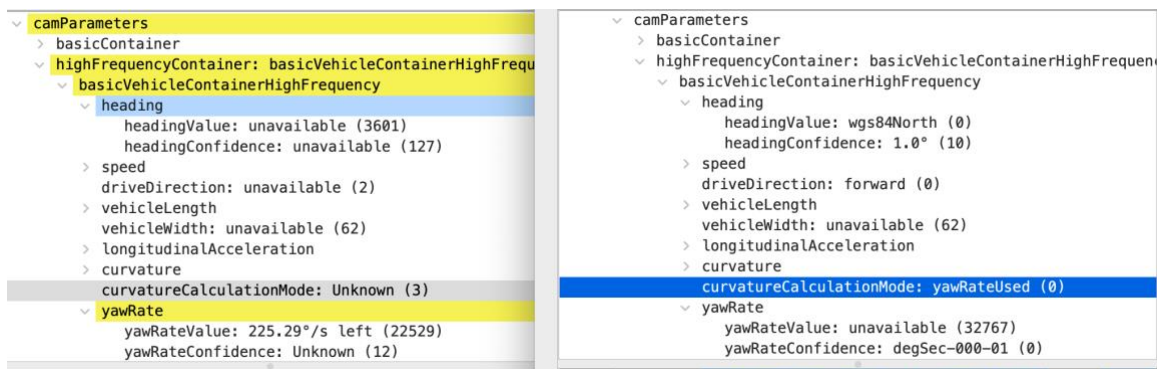 camParameters
basicContainer
highFrequencyContainer: basicVehicleContainerHighFrequ
basicVehicleContainerHighFrequency
heading
headingValue: unavailable (3601)
headingConfidence: unavailable (127)
speed
driveDirection: unavailable (2)
vehicleLength
vehicleWidth: unavailable (62)
longitudinalAcceleration
curvature
curvatureCalculationMode: Unknown (3)
yawRate
yawRateValue: 225.29°/s left (22529)
yawRateConfidence: Unknown (12)
camParameters
basicContainer
highFrequencyContainer: basicVehicleContainerHighFrequen
basicVehicleContainerHighFrequency
heading
headingValue: wgs84North (0)
headingConfidence: 1.0° (10)
speed
driveDirection: forward (0)
vehicleLength
vehicleWidth: unavailable (62)
longitudinalAcceleration
curvature
curvatureCalculationMode: yawRateUsed (0)
yawRate
yawRateValue: unavailable (32767)
yawRateConfidence: degSec-000-01 (0)